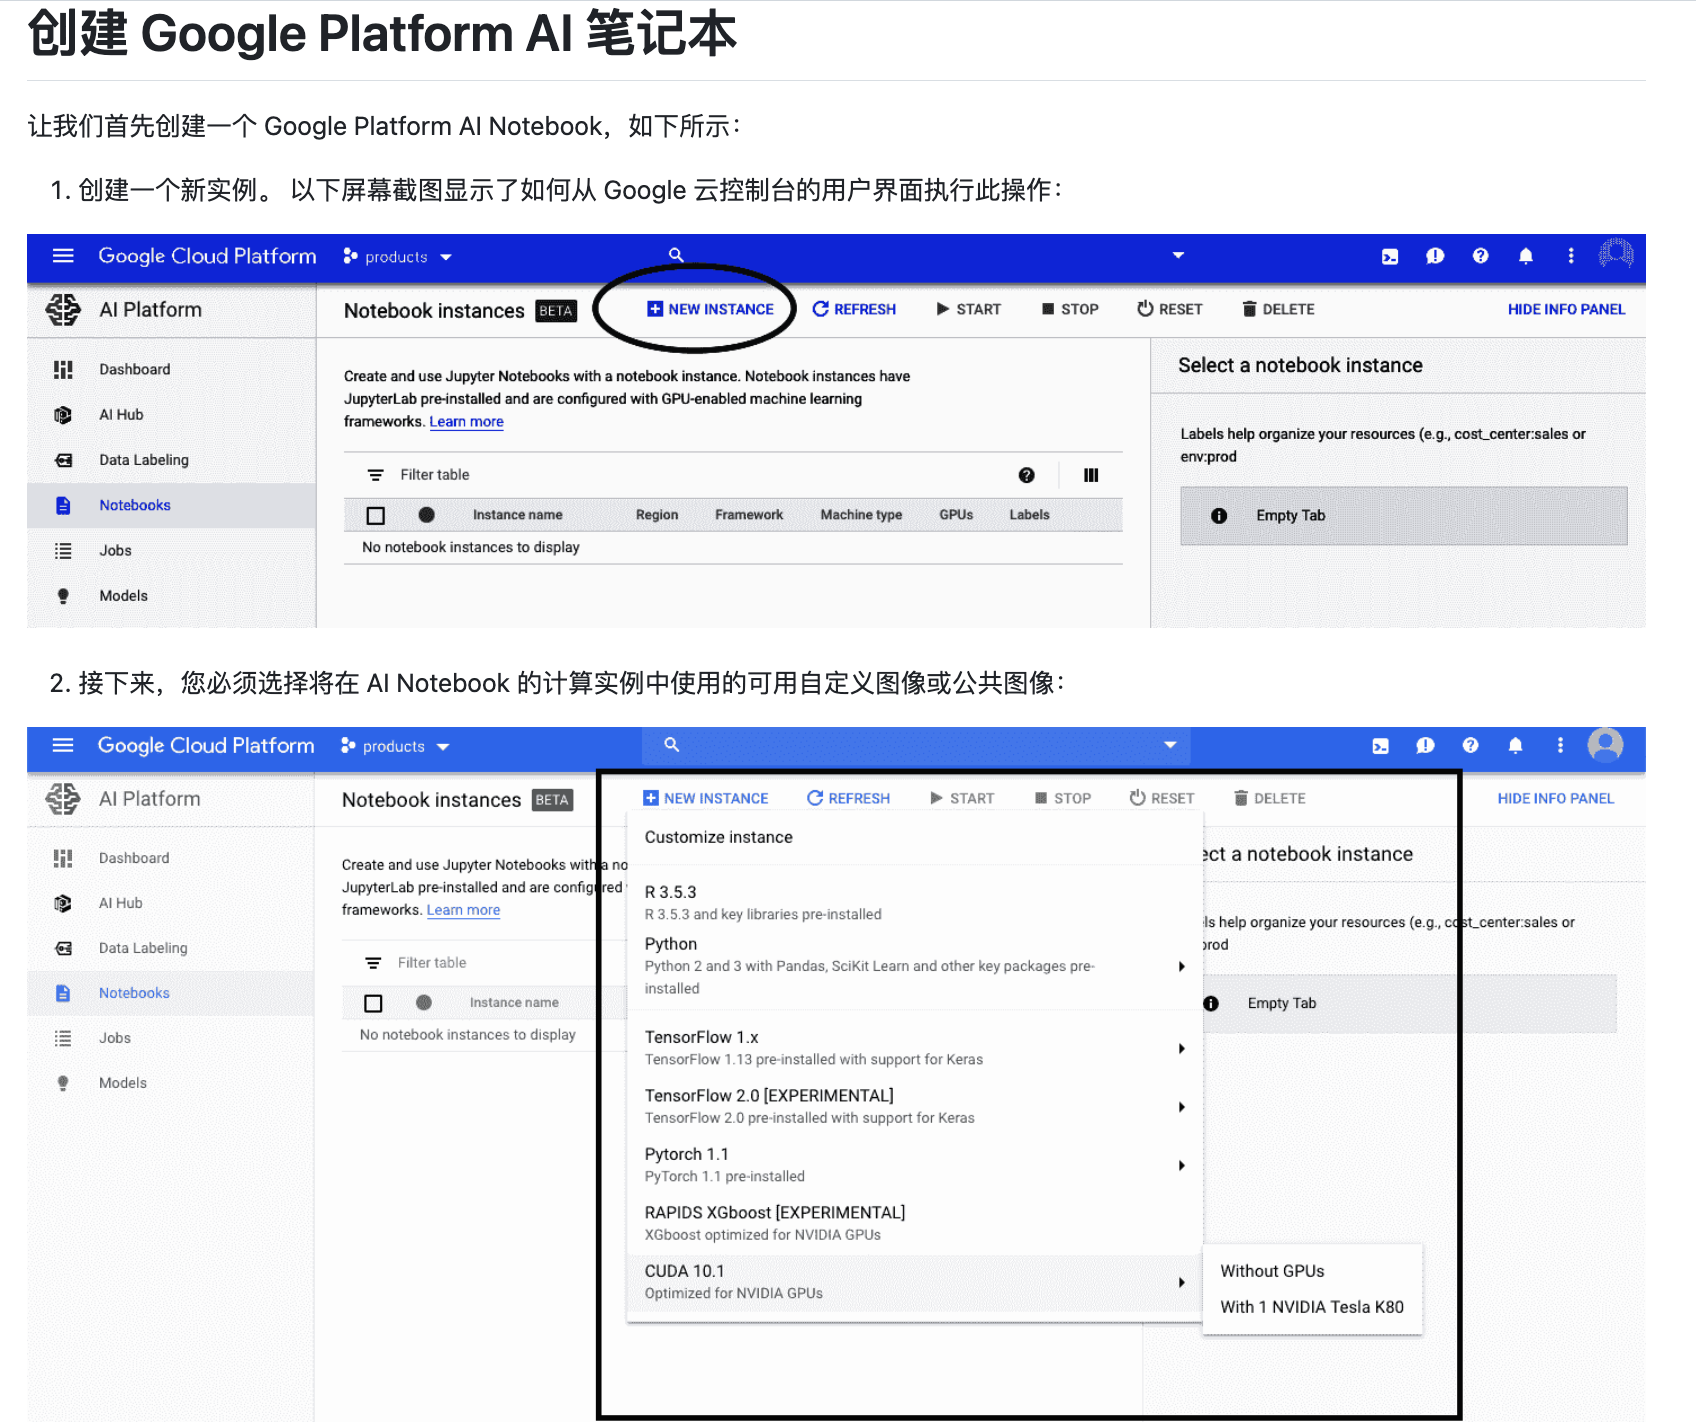 创建 Google Platform AI 笔记本
让我们首先创建一个 Google Platform AI Notebook，如下所示：
1. 创建一个新实例。 以下屏幕截图显示了如何从 Google 云控制台的用户界面执行此操作：
Google Cloud Platform products
AI Platform
Notebook instances BETA NEW INSTANCE REFRESH START STOP RESET DELETE HIDE INFO PANEL
Dashboard
AI Hub
Data Labeling
Notebooks
Jobs
Models
Create and use Jupyter Notebooks with a notebook instance. Notebook instances have
JupyterLab pre-installed and are configured with GPU-enabled machine learning
frameworks. Learn more
Filter table
Instance name Region Framework Machine type GPUs Labels
No notebook instances to display
Select a notebook instance
Labels help organize your resources (e.g., cost_center:sales or
env:prod
Empty Tab
2. 接下来，您必须选择将在 AI Notebook 的计算实例中使用的可用自定义图像或公共图像：
Google Cloud Platform products
AI Platform
Notebook instances BETA NEW INSTANCE REFRESH START STOP RESET DELETE HIDE INFO PANEL
Dashboard
AI Hub
Data Labeling
Notebooks
Jobs
Models
Create and use Jupyter Notebooks with a no
JupyterLab pre-installed and are configured
frameworks. Learn more
Filter table
Instance name
No notebook instances to display
Customize instance
R 3.5.3
R 3.5.3 and key libraries pre-installed
Python
Python 2 and 3 with Pandas, SciKit Learn and other key packages pre-
installed
TensorFlow 1.x
TensorFlow 1.13 pre-installed with support for Keras
TensorFlow 2.0 [EXPERIMENTAL]
TensorFlow 2.0 pre-installed with support for Keras
Pytorch 1.1
PyTorch 1.1 pre-installed
RAPIDS XGboost [EXPERIMENTAL]
XGboost optimized for NVIDIA GPUs
CUDA 10.1
Optimized for NVIDIA GPUs
Without GPUs
With 1 NVIDIA Tesla K80
ect a notebook instance
ls help organize your resources (e.g., cost_center:sales or
prod
Empty Tab